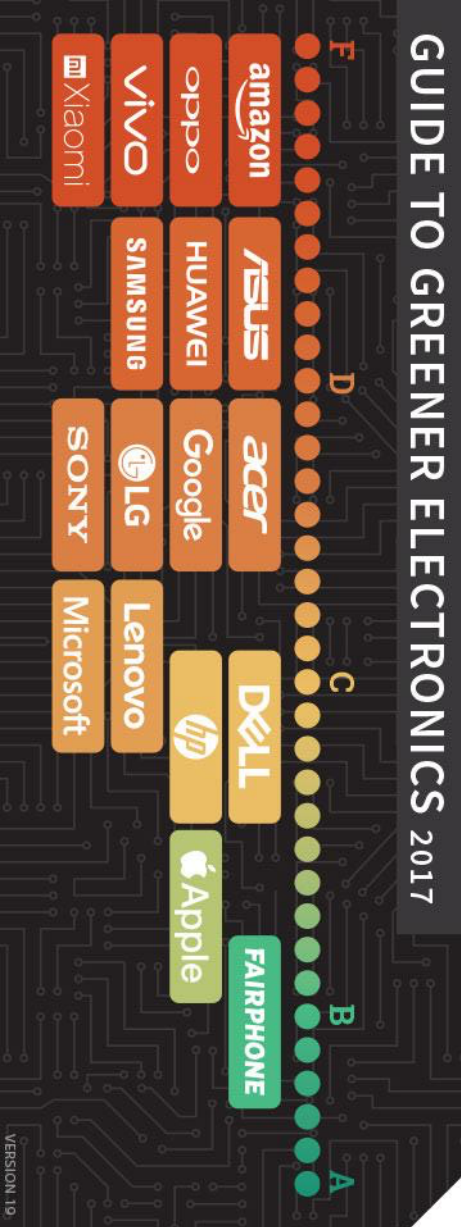 GUIDE TO GREENER ELECTRONICS 2017
F D C B A
amazon ASUS acer DELL FAIRPHONE
oppo HUAWEI Google hp Apple
vivo SAMSUNG LG Lenovo
mi Xiaomi SONY Microsoft
VERSION 19